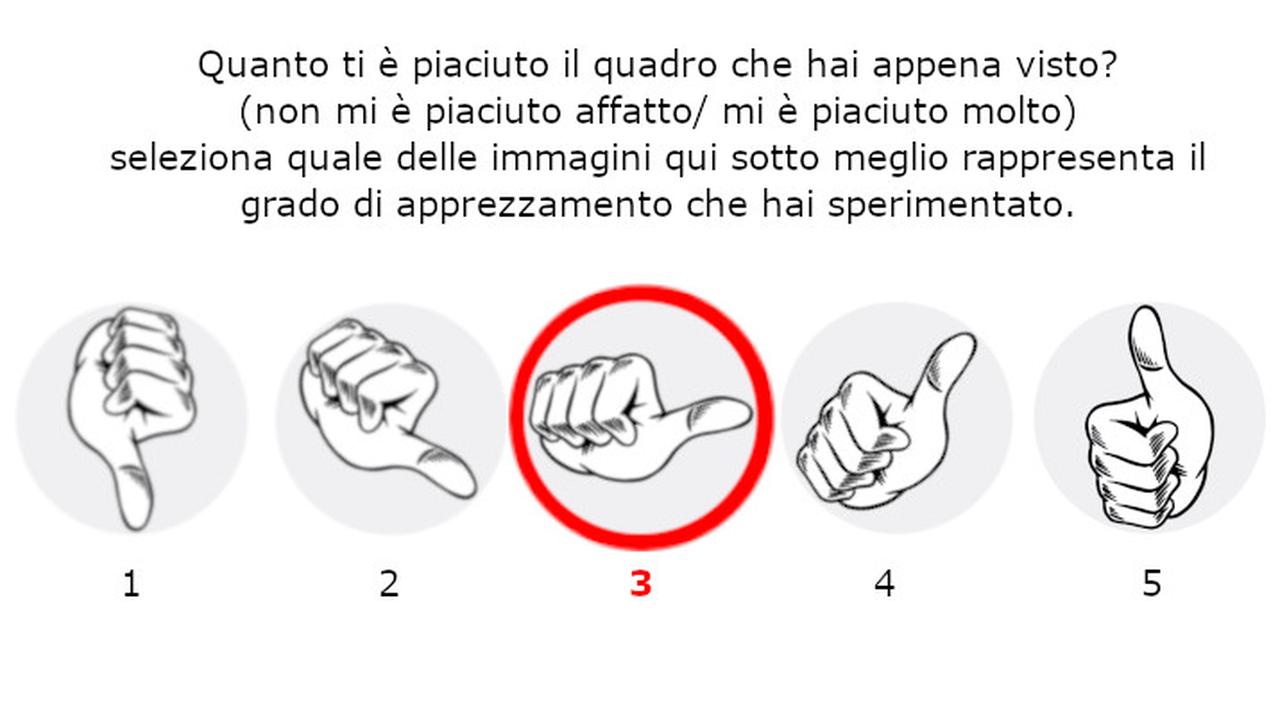 Quanto ti è piaciuto il quadro che hai appena visto?
(non mi è piaciuto affatto/ mi è piaciuto molto)
seleziona quale delle immagini qui sotto meglio rappresenta il
grado di apprezzamento che hai sperimentato.
1 2 3 4 5